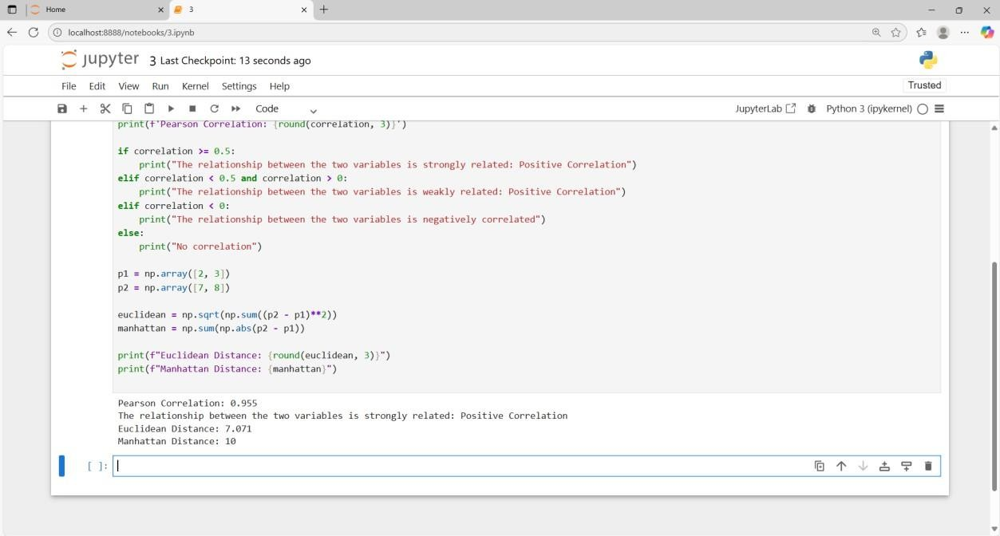 Home
3
localhost:8888/notebooks/3.ipynb
jupyter 3 Last Checkpoint: 13 seconds ago
File Edit View Run Kernel Settings Help
Trusted
Code
JupyterLab
Python 3 (ipykernel)
print(f'Pearson Correlation: {round(correlation, 3)}')
if correlation >= 0.5:
    print("The relationship between the two variables is strongly related: Positive Correlation")
elif correlation < 0.5 and correlation > 0:
    print("The relationship between the two variables is weakly related: Positive Correlation")
elif correlation < 0:
    print("The relationship between the two variables is negatively correlated")
else:
    print("No correlation")
p1 = np.array([2, 3])
p2 = np.array([7, 8])
euclidean = np.sqrt(np.sum((p2 - p1)**2))
manhattan = np.sum(np.abs(p2 - p1))
print(f"Euclidean Distance: {round(euclidean, 3)}")
print(f"Manhattan Distance: {manhattan}")
Pearson Correlation: 0.955
The relationship between the two variables is strongly related: Positive Correlation
Euclidean Distance: 7.071
Manhattan Distance: 10
[ ]: